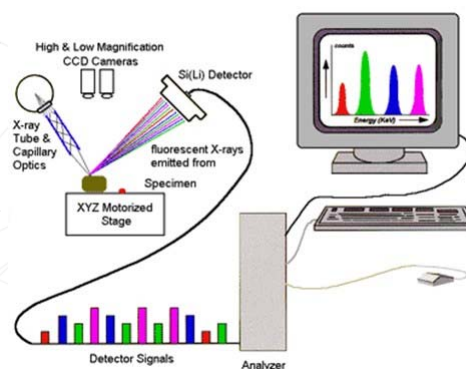 High & Low Magnification
CCD Cameras
Si(Li) Detector
X-ray
Tube &
Capillary
Optics
fluorescent X-rays
emitted from
Specimen
XYZ Motorized
Stage
counts
Energy (KeV)
Detector Signals
Analyzer